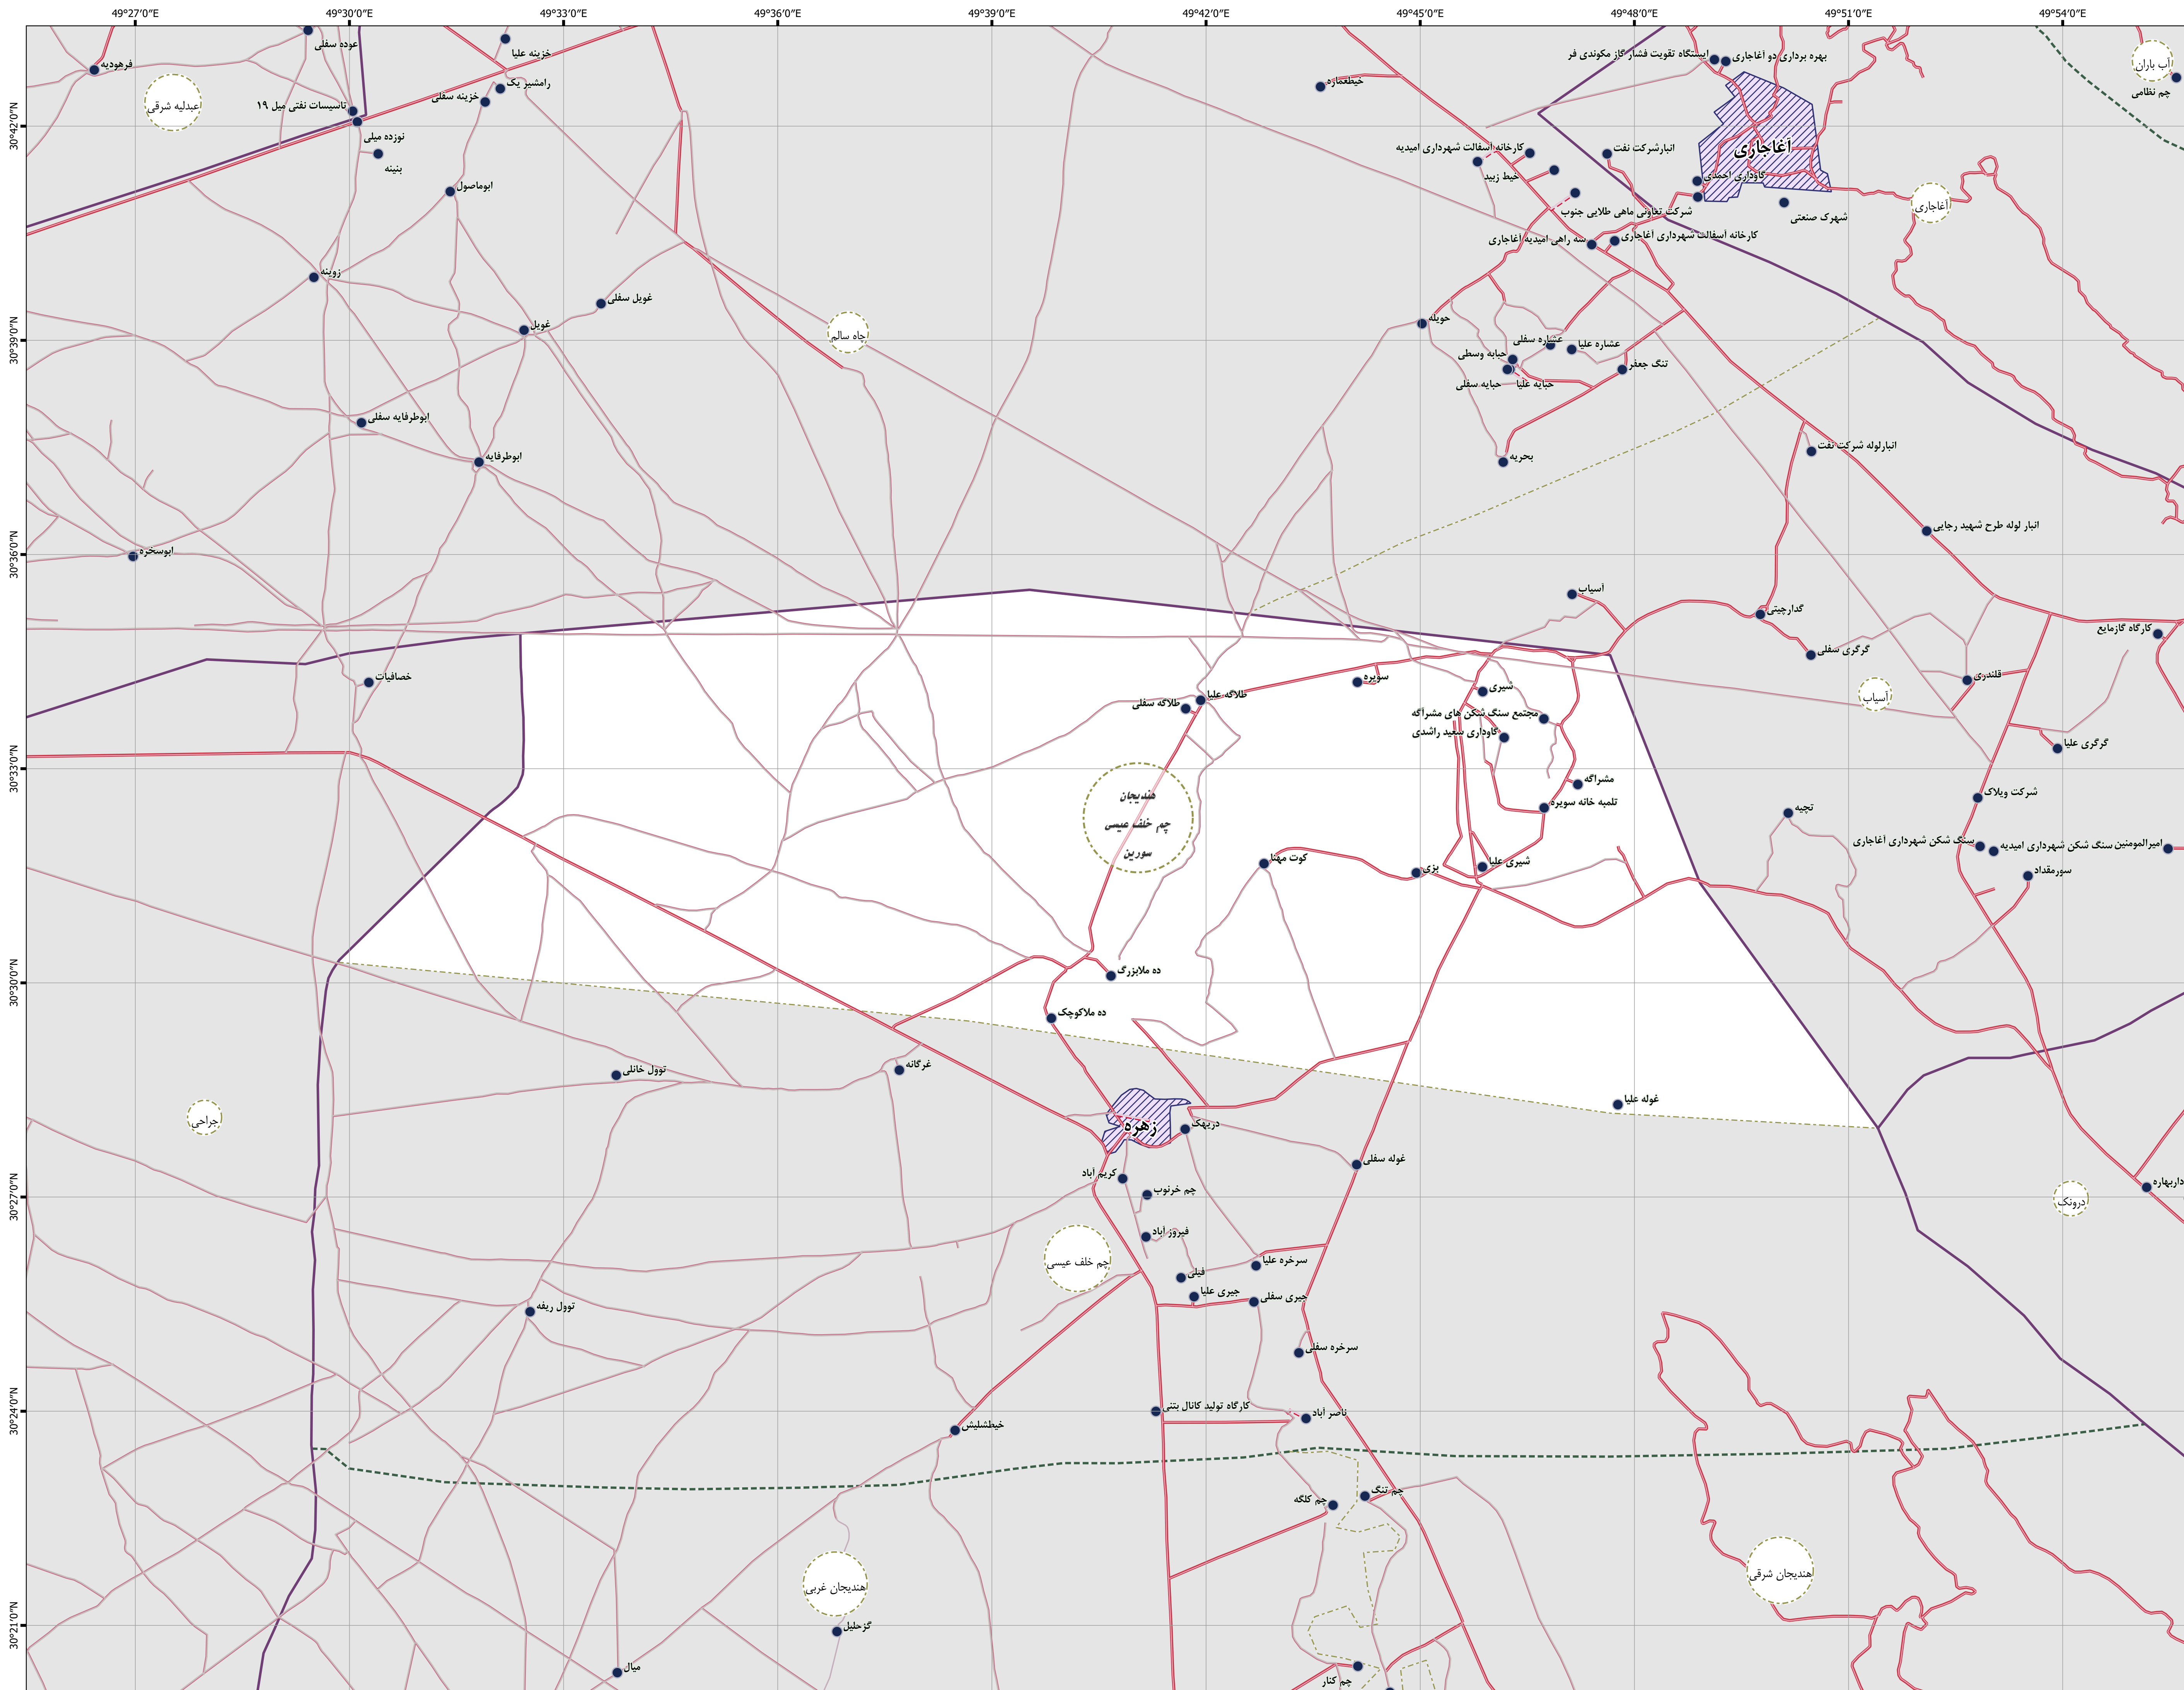 49°27'0"E
49°30'0"E
49°33'0"E
49°36'0"E
49°39'0"E
49°42'0"E
49°45'0"E
49°48'0"E
49°51'0"E
49°54'0"E
30°42'0"N
30°39'0"N
30°36'0"N
30°33'0"N
30°30'0"N
30°27'0"N
30°24'0"N
30°21'0"N
عوده سفلی
خزینه علیا
فرهودیه
عبدلیه شرقی
رامشیر یک
خزینه سفلی
تاسیسات نفتی میل ۱۹
نوزده میلی
بنینه
ابوماصول
زوینه
غویل سفلی
غویل
چاه سالم
ابوطرفایه سفلی
ابوطرفایه
ابوسخره
خصافیات
ایستگاه تقویت فشار گاز مکوندی فر
بهره برداری دو آغاجاری
آب باران
چم نظامی
خیطعماره
کارخانه آسفالت شهرداری امیدیه
خیط زبید
انبارشرکت نفت
آغاجاری
گاوداری احمدی
شرکت تعاونی ماهی طلایی جنوب
شهرک صنعتی
آغاجاری
سه راهی امیدیه آغاجاری
کارخانه آسفالت شهرداری آغاجاری
حویله
عشاره سفلی
عشاره علیا
حبابه وسطی
حبابه سفلی
حبابه علیا
تنگ جعفر
بحریه
انبارلوله شرکت نفت
انبار لوله طرح شهید رجایی
آسیاب
گدارچیتی
کارگاه گازمایع
گرگری سفلی
قلندری
آسیاب
گرگری علیا
سویره
طلاگه علیا
طلاگه سفلی
شیری
مجتمع سنگ شکن های مشراگه
گاوداری سعید راشدی
مشراگه
تلمبه خانه سویره
هندیجان
چم خلف عیسی
سورین
شرکت ویلاک
نچیه
سنگ شکن شهرداری آغاجاری
سنگ شکن شهرداری امیدیه
امیرالمومنین
سورمقداد
کوت مهنا
بزی
شیری علیا
ده ملابزرگ
ده ملاکوچک
غرگانه
توول خانلی
جراحی
غوله علیا
زهره
دریهک
غوله سفلی
کریم آباد
چم خرنوب
درونک
داربهاره
فیروز آباد
چم خلف عیسی
سرخره علیا
فیلی
جیری علیا
جیری سفلی
توول ریفه
سرخره سفلی
کارگاه تولید کانال بتنی
ناصر آباد
خیطشلیش
چم تنگ
چم کلگه
هندیجان غربی
هندیجان شرقی
گزحلیل
میال
چم کنار